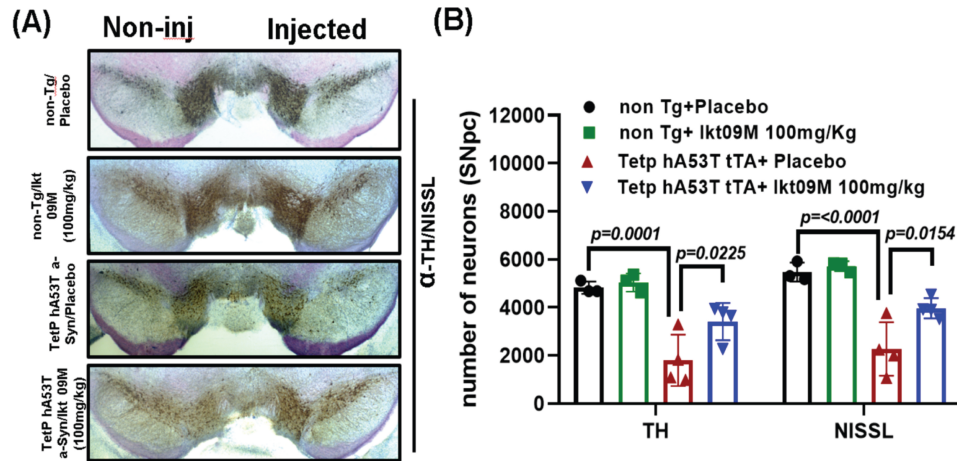 (A)
Non-inj Injected
non-Tg/
Placebo
non-Tg/Ikt
09M
(100mg/kg)
TetP hA53T a-
Syn/Placebo
TetP hA53T
a-Syn/Ikt 09M
(100mg/kg)
α-TH/NISSL
(B)
number of neurons (SNpc)
12000
10000
8000
6000
4000
2000
0
non Tg+Placebo
non Tg+ Ikt09M 100mg/Kg
Tetp hA53T tTA+ Placebo
Tetp hA53T tTA+ Ikt09M 100mg/kg
p=0.0001
p=0.0225
p=<0.0001
p=0.0154
TH
NISSL